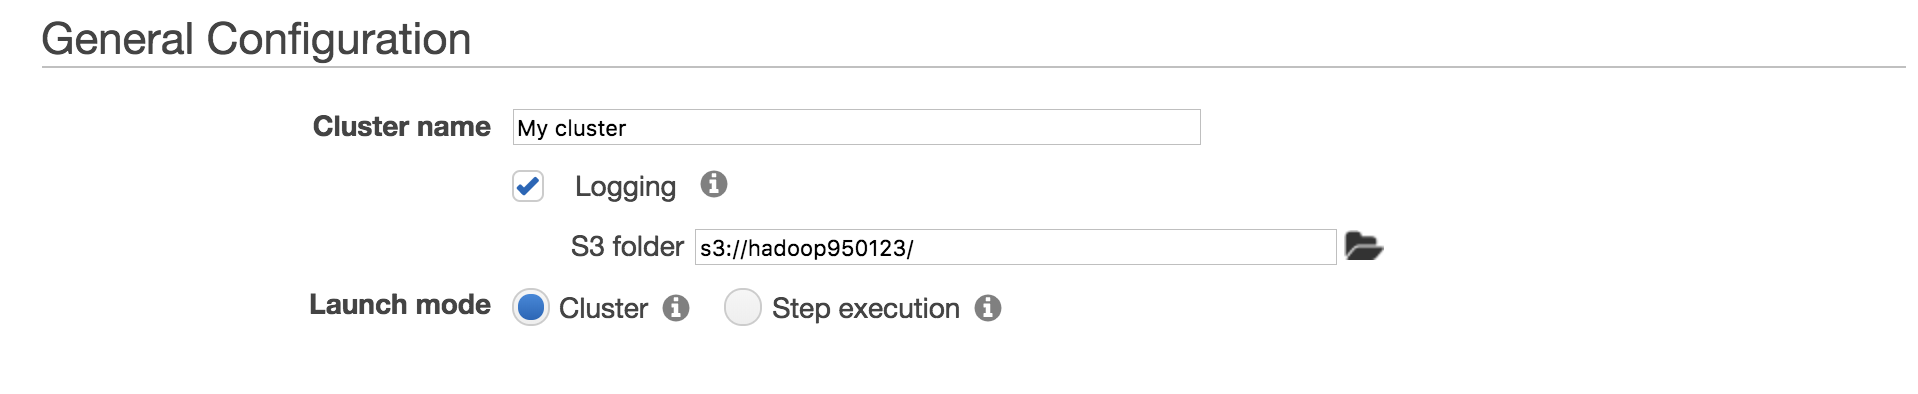 General Configuration
Cluster name My cluster
Logging
S3 folder s3://hadoop950123/
Launch mode Cluster Step execution